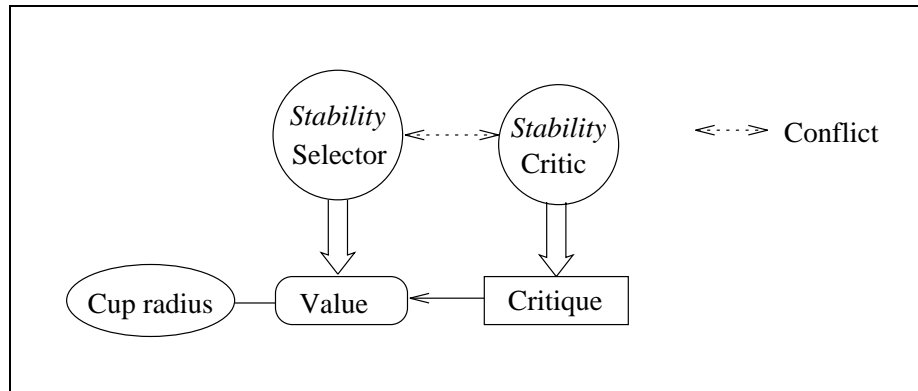 Stability
Selector
Stability
Critic
Conflict
Cup radius
Value
Critique